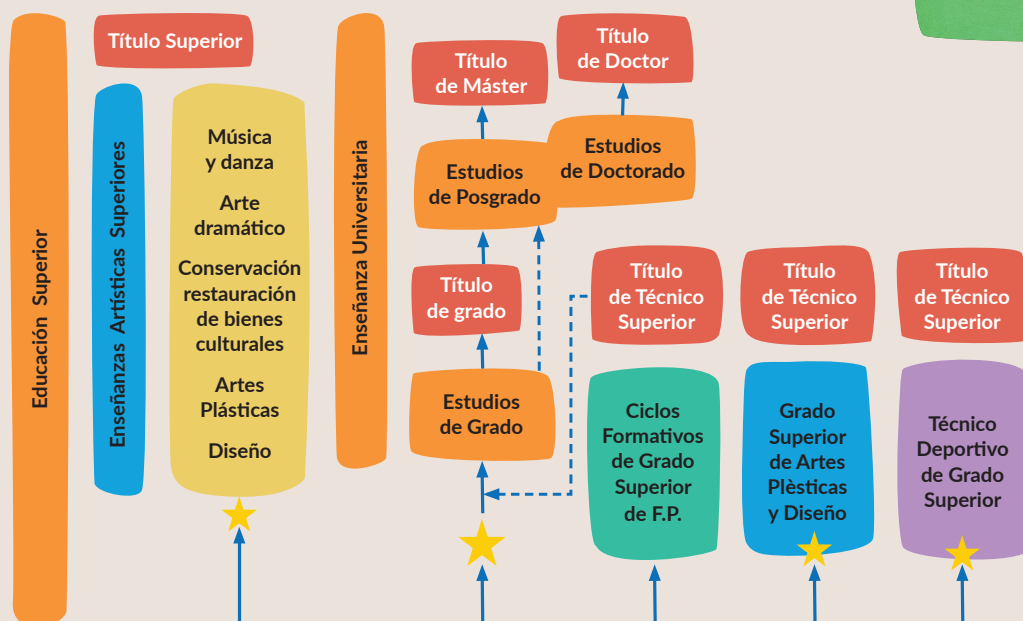 Educación Superior
Título Superior
Enseñanzas Artísticas Superiores
Música
y danza
Arte
dramático
Conservación
restauración
de bienes
culturales
Artes
Plásticas
Diseño
Enseñanza Universitaria
Título
de Máster
Título
de Doctor
Estudios
de Posgrado
Estudios
de Doctorado
Título
de grado
Estudios
de Grado
Título
de Técnico
Superior
Título
de Técnico
Superior
Título
de Técnico
Superior
Ciclos
Formativos
de Grado
Superior
de F.P.
Grado
Superior
de Artes
Plèsticas
y Diseño
Técnico
Deportivo
de Grado
Superior